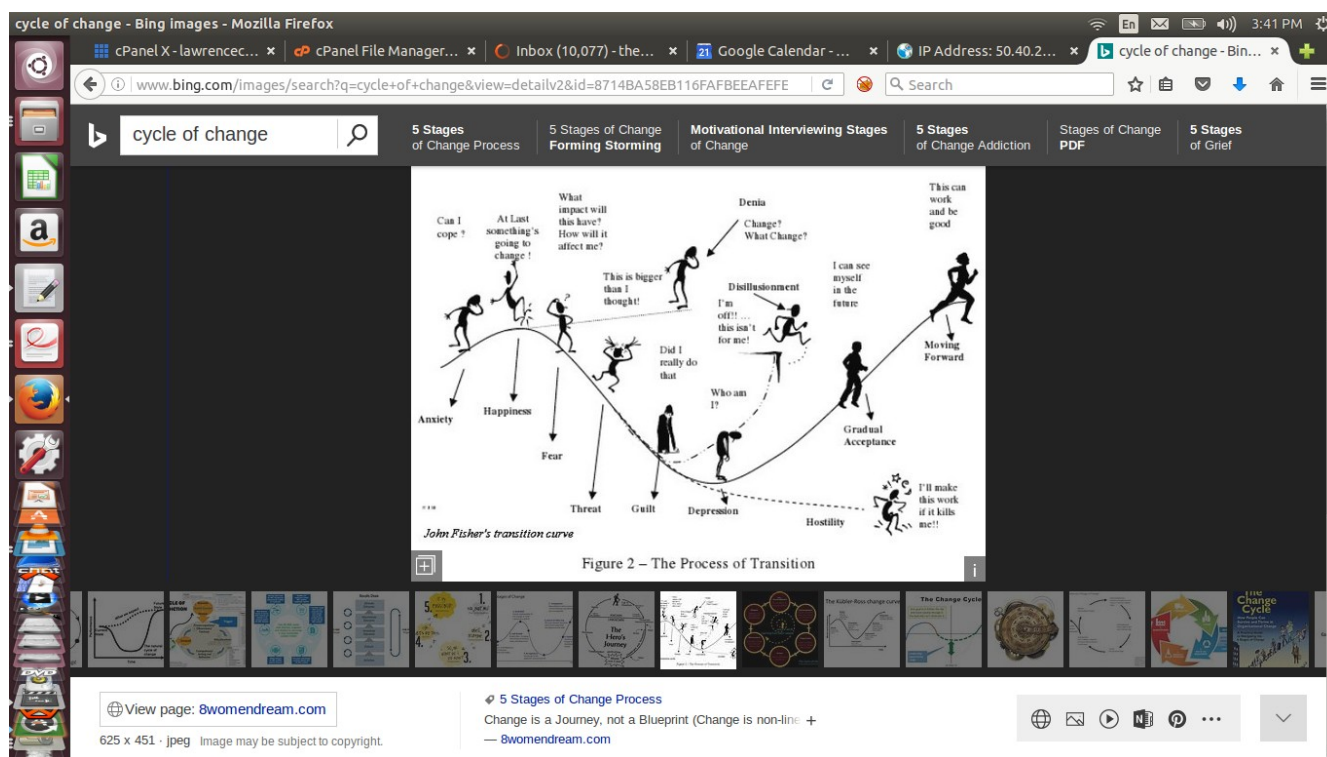 cycle of change - Bing images - Mozilla Firefox
En
3:41 PM
cPanel X - lawrencec...
cPanel File Manager...
Inbox (10,077) - the...
21 Google Calendar - ...
IP Address: 50.40.2...
cycle of change - Bin...
www.bing.com/images/search?q=cycle+of+change&view=detailv2&id=8714BA58EB116FAFBEEAFEFE
Search
cycle of change
5 Stages
of Change Process
5 Stages of Change
Forming Storming
Motivational Interviewing Stages
of Change
5 Stages
of Change Addiction
Stages of Change
PDF
5 Stages
of Grief
Can I
cope ?
At Last
something's
going to
change !
What
impact will
this have?
How will it
affect me?
This is bigger
than I
thought!
Denia
Change?
What Change?
Disillusionment
I'm
off!! ...
this isn't
for me!
I can see
myself
in the
future
This can
work
and be
good
Did I
really do
that
Who am
I?
Moving
Forward
Anxiety
Happiness
Fear
Threat
Guilt
Depression
Gradual
Acceptance
Hostility
I'll make
this work
if it kills
me!!
John Fisher's transition curve
Figure 2 – The Process of Transition
The
Hero's
Journey
The Kübler Ross change curve
The Change Cycle
The
Change
Cycle
View page: 8womendream.com
625 x 451 · jpeg Image may be subject to copyright.
5 Stages of Change Process
Change is a Journey, not a Blueprint (Change is non-line +
— 8womendream.com